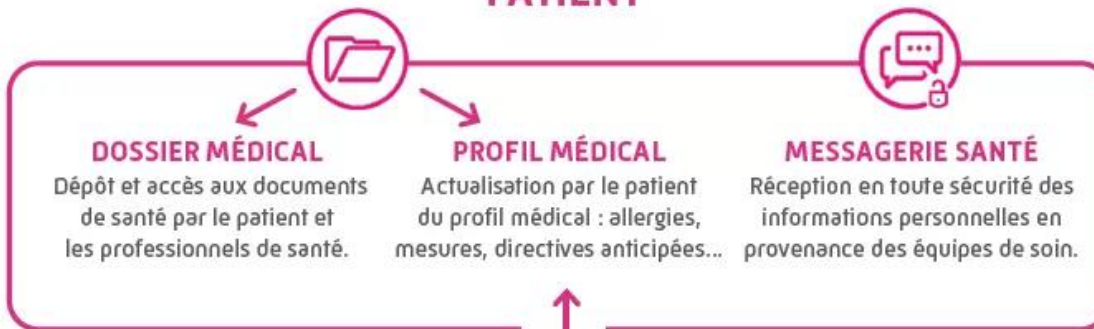 PATIENT
DOSSIER MÉDICAL
Dépôt et accès aux documents
de santé par le patient et
les professionnels de santé.
PROFIL MÉDICAL
Actualisation par le patient
du profil médical : allergies,
mesures, directives anticipées...
MESSAGERIE SANTÉ
Réception en toute sécurité des
informations personnelles en
provenance des équipes de soin.